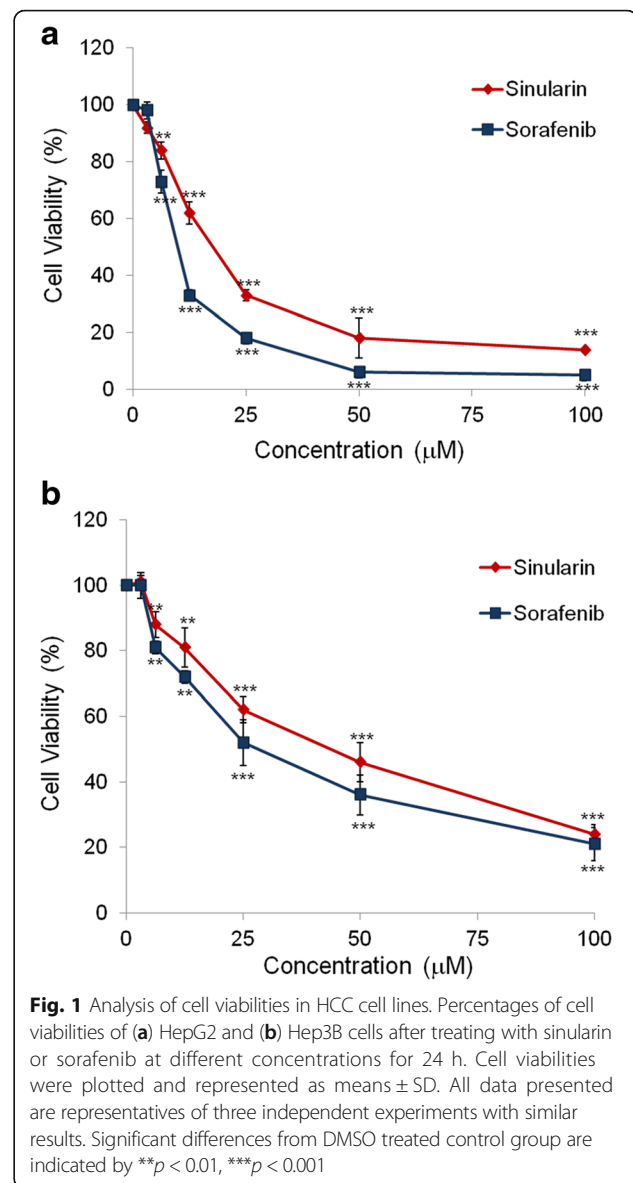 a
120
100
80
60
40
20
0
Cell Viability (%)
Sinularin
Sorafenib
**
***
***
***
***
***
***
***
***
***
0 25 50 75 100
Concentration (μM)
b
120
100
80
60
40
20
0
Cell Viability (%)
Sinularin
Sorafenib
**
**
**
**
***
***
***
***
***
***
0 25 50 75 100
Concentration (μM)
Fig. 1 Analysis of cell viabilities in HCC cell lines. Percentages of cell
viabilities of (a) HepG2 and (b) Hep3B cells after treating with sinularin
or sorafenib at different concentrations for 24 h. Cell viabilities
were plotted and represented as means ± SD. All data presented
are representatives of three independent experiments with similar
results. Significant differences from DMSO treated control group are
indicated by **p < 0.01, ***p < 0.001